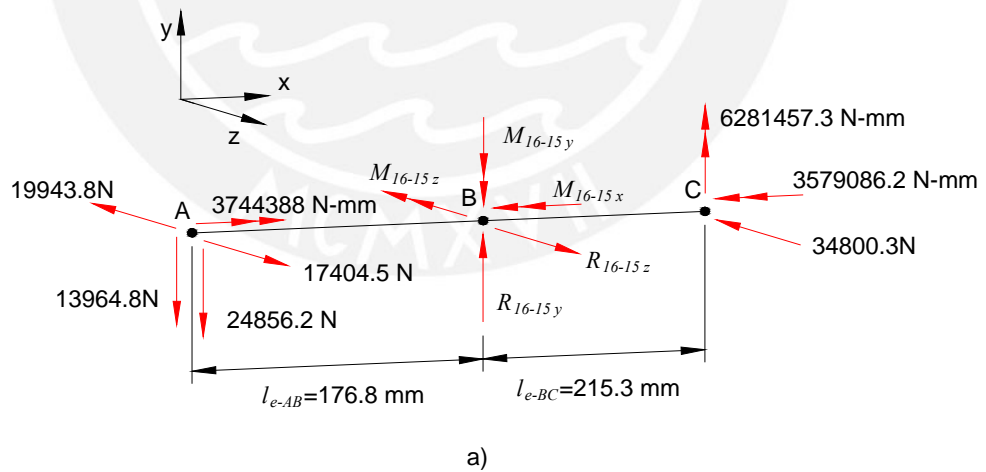 y
x
z
6281457.3 N-mm
M16-15 y
M16-15 z
B
M16-15 x
C
3579086.2 N-mm
19943.8N
A
3744388 N-mm
34800.3N
17404.5 N
R16-15 z
13964.8N
24856.2 N
R16-15 y
le-AB=176.8 mm
le-BC=215.3 mm
a)